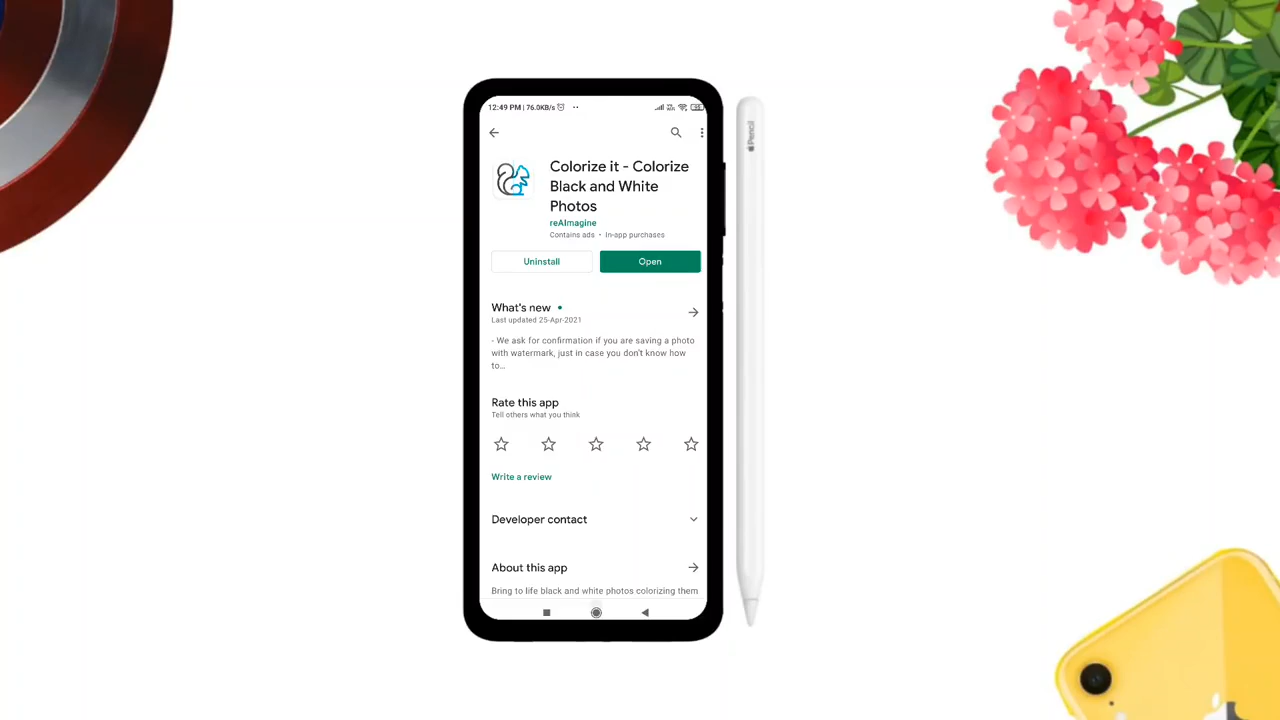 12:49 PM | 76.0KB/s
Colorize it - Colorize
Black and White
Photos
reAImagine
Contains ads • In-app purchases
Uninstall
Open
What's new •
Last updated 25-Apr-2021
- We ask for confirmation if you are saving a photo
with watermark, just in case you don't know how
to...
Rate this app
Tell others what you think
Write a review
Developer contact
About this app
Bring to life black and white photos colorizing them
Pencil